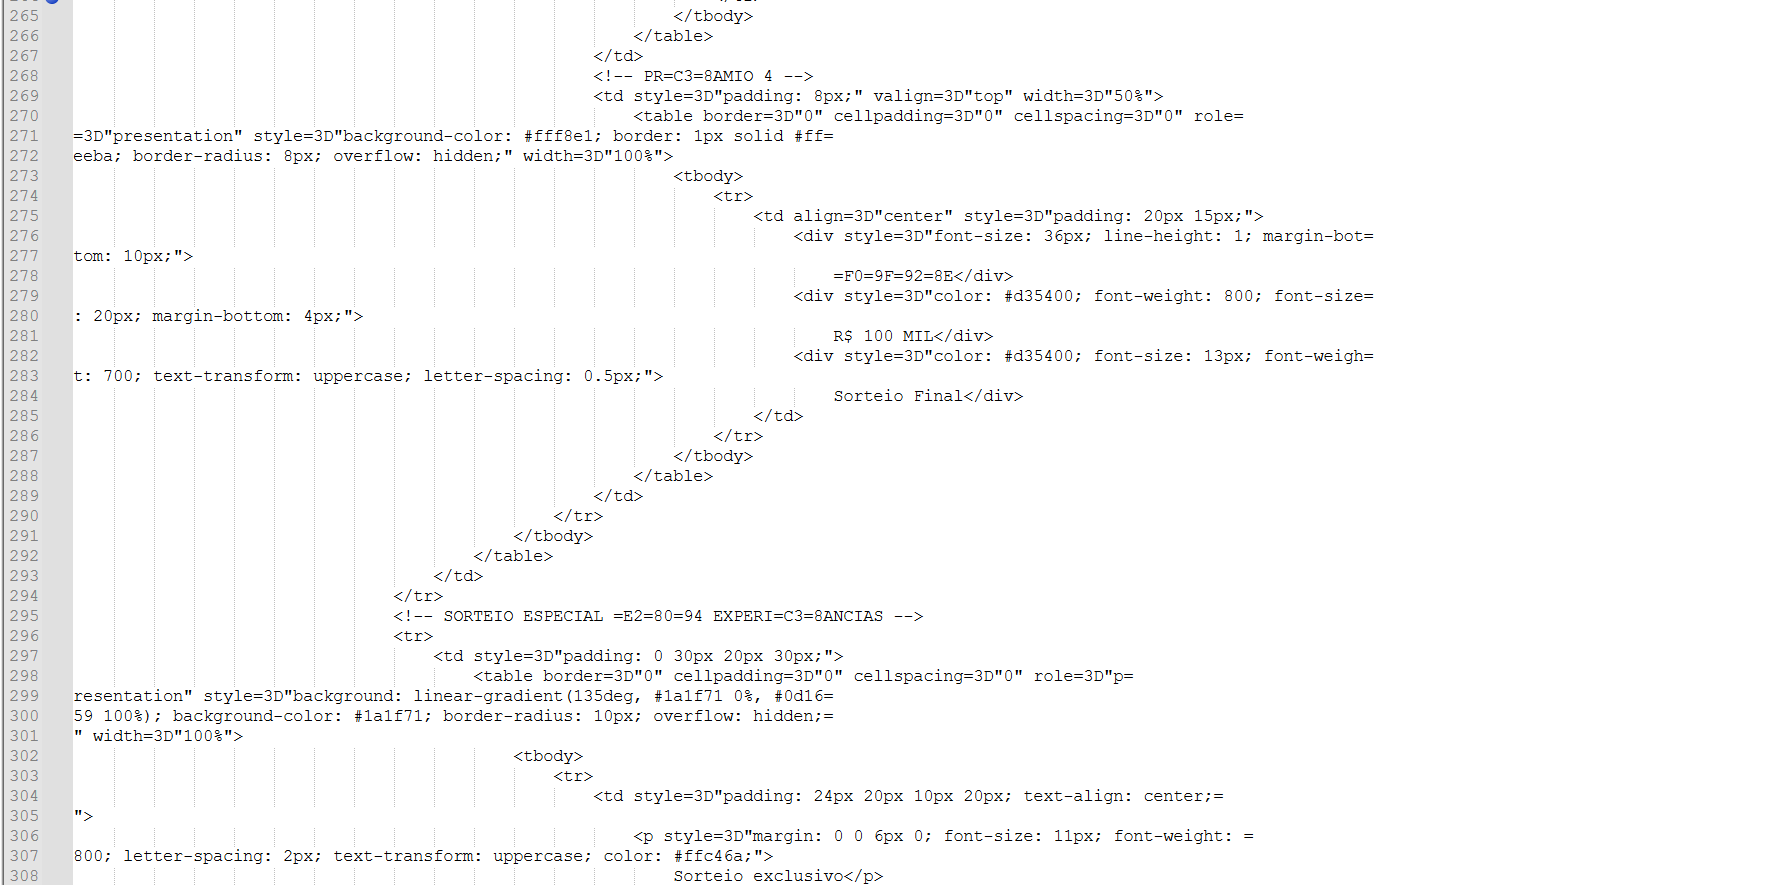 265 </tbody>
266 </table>
267 </td>
268 <!-- PR=C3=8AMIO 4 -->
269 <td style=3D"padding: 8px;" valign=3D"top" width=3D"50%">
270 <table border=3D"0" cellpadding=3D"0" cellspacing=3D"0" role=
271 =3D"presentation" style=3D"background-color: #fff8e1; border: 1px solid #ff=
272 eeba; border-radius: 8px; overflow: hidden;" width=3D"100%">
273 <tbody>
274 <tr>
275 <td align=3D"center" style=3D"padding: 20px 15px;">
276 <div style=3D"font-size: 36px; line-height: 1; margin-bot=
277 tom: 10px;">
278 =F0=9F=92=8E</div>
279 <div style=3D"color: #d35400; font-weight: 800; font-size=
280 : 20px; margin-bottom: 4px;">
281 R$ 100 MIL</div>
282 <div style=3D"color: #d35400; font-size: 13px; font-weigh=
283 t: 700; text-transform: uppercase; letter-spacing: 0.5px;">
284 Sorteio Final</div>
285 </td>
286 </tr>
287 </tbody>
288 </table>
289 </td>
290 </tr>
291 </tbody>
292 </table>
293 </td>
294 </tr>
295 <!-- SORTEIO ESPECIAL =E2=80=94 EXPERI=C3=8ANCIAS -->
296 <tr>
297 <td style=3D"padding: 0 30px 20px 30px;">
298 <table border=3D"0" cellpadding=3D"0" cellspacing=3D"0" role=3D"p=
299 resentation" style=3D"background: linear-gradient(135deg, #1a1f71 0%, #0d16=
300 59 100%); background-color: #1a1f71; border-radius: 10px; overflow: hidden;=
301 " width=3D"100%">
302 <tbody>
303 <tr>
304 <td style=3D"padding: 24px 20px 10px 20px; text-align: center;=
305 ">
306 <p style=3D"margin: 0 0 6px 0; font-size: 11px; font-weight: =
307 800; letter-spacing: 2px; text-transform: uppercase; color: #ffc46a;">
308 Sorteio exclusivo</p>